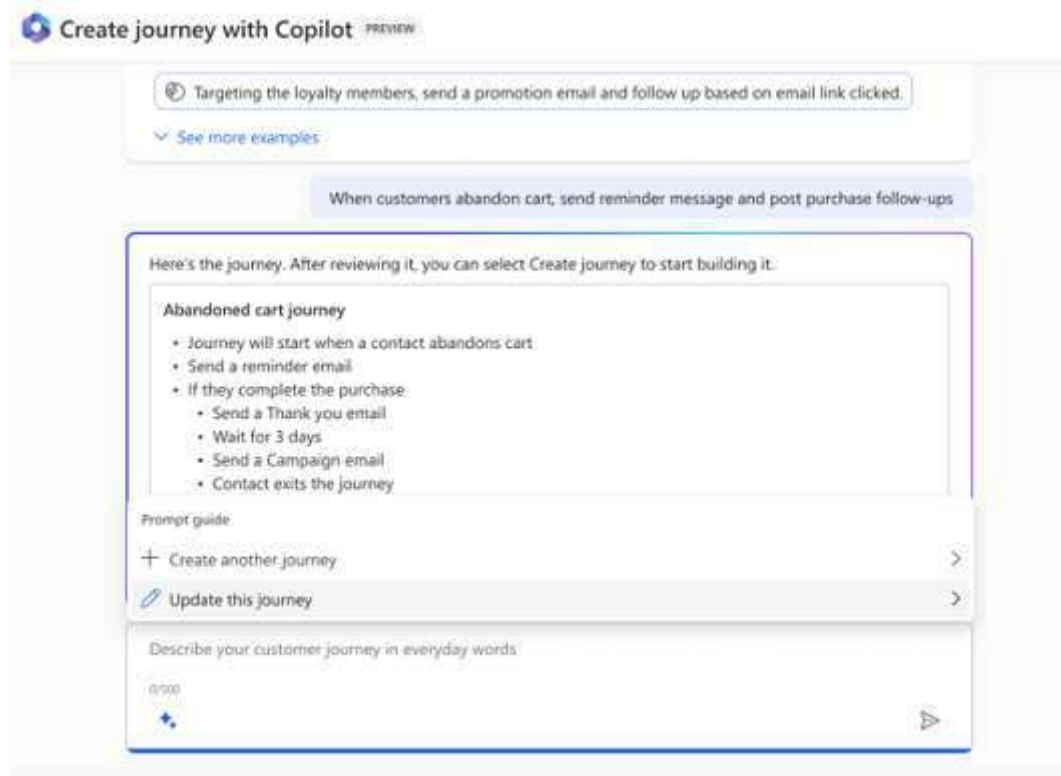 Create journey with Copilot PREVIEW
Targeting the loyalty members, send a promotion email and follow up based on email link clicked.
See more examples
When customers abandon cart, send reminder message and post purchase follow-ups
Here's the journey. After reviewing it, you can select Create journey to start building it.
Abandoned cart journey
• Journey will start when a contact abandons cart
• Send a reminder email
• If they complete the purchase
• Send a Thank you email
• Wait for 3 days
• Send a Campaign email
• Contact exits the journey
Prompt guide
Create another journey
Update this journey
Describe your customer journey in everyday words
0/500